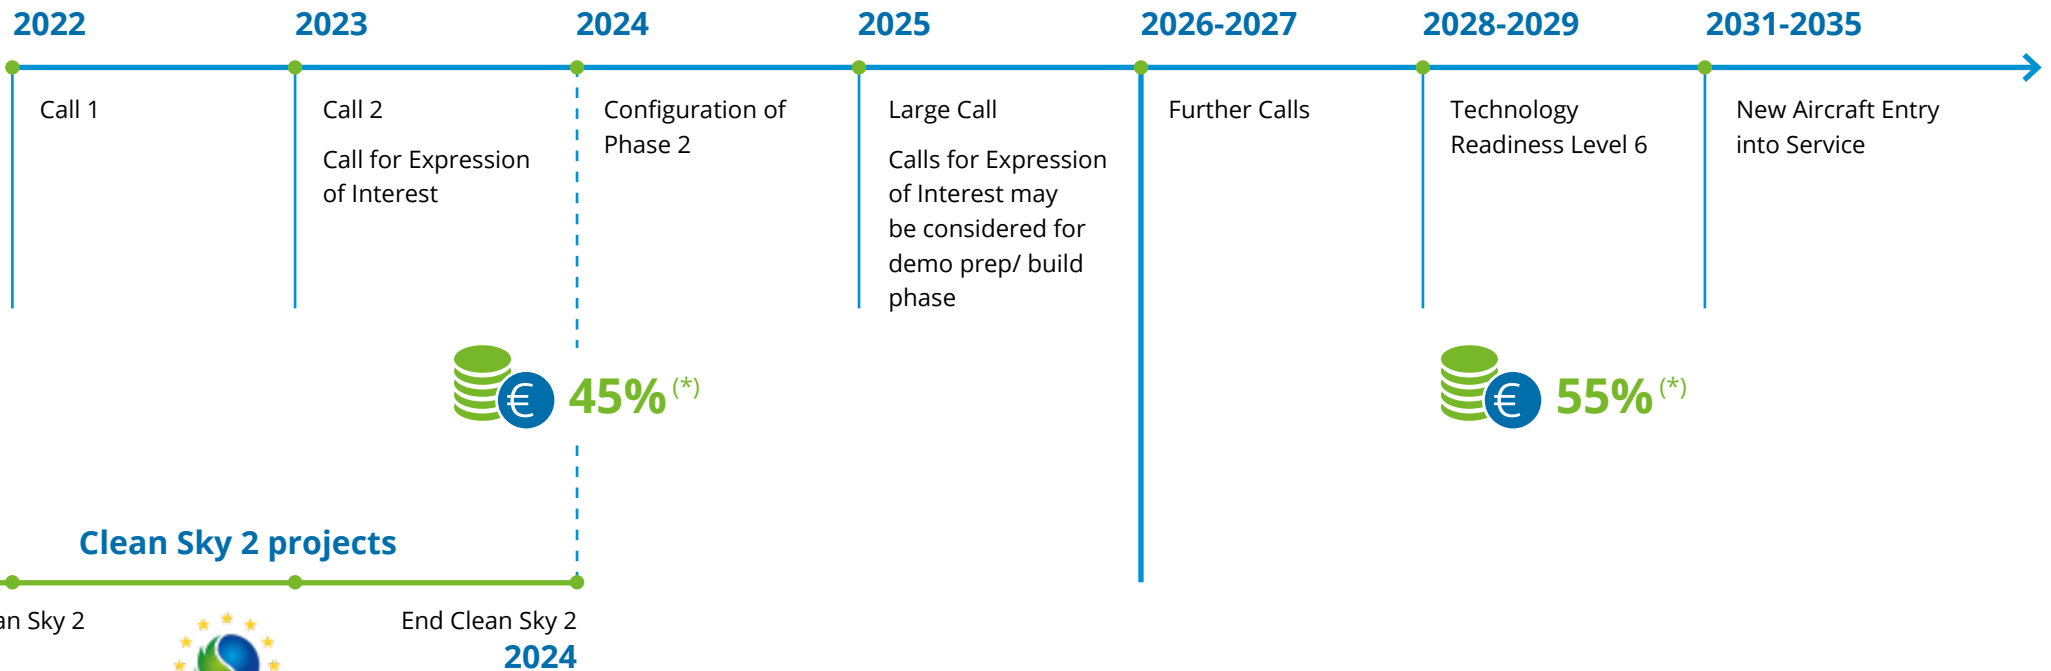 2022
2023
2024
2025
2026-2027
2028-2029
2031-2035
Call 1
Call 2
Call for Expression
of Interest
Configuration of
Phase 2
Large Call
Calls for Expression
of Interest may
be considered for
demo prep/ build
phase
Further Calls
Technology
Readiness Level 6
New Aircraft Entry
into Service
€ 45% (*)
€ 55% (*)
Clean Sky 2 projects
Sky 2
End Clean Sky 2
2024